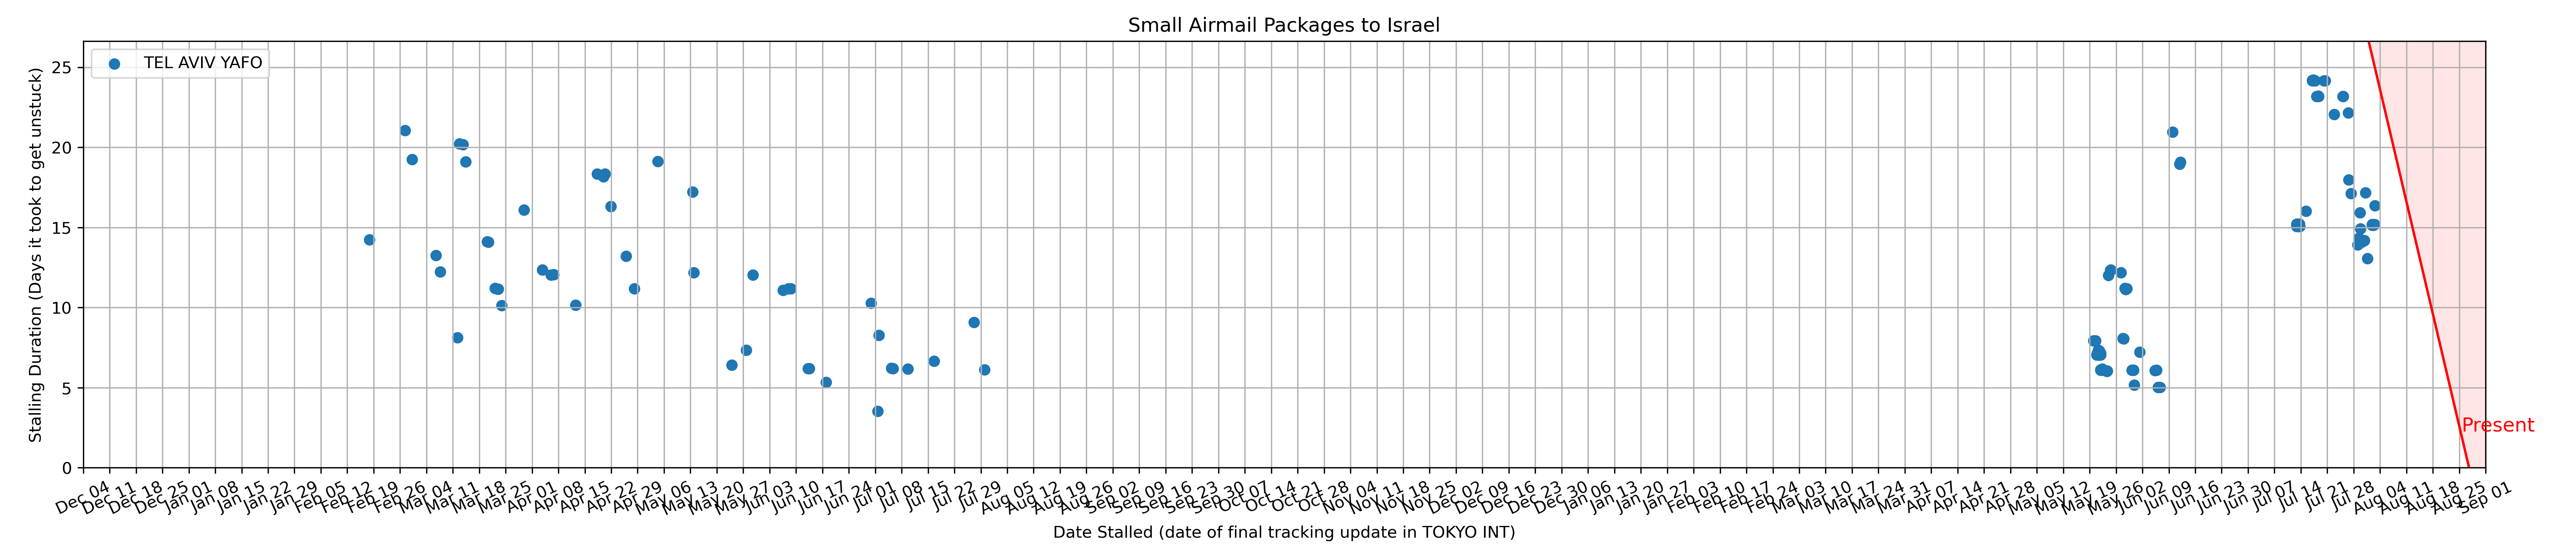 Small Airmail Packages to Israel
TEL AVIV YAFO
Stalling Duration (Days it took to get unstuck)
25
20
15
10
5
0
Present
Dec 04
Dec 11
Dec 18
Dec 25
Jan 01
Jan 08
Jan 15
Jan 22
Jan 29
Feb 05
Feb 12
Feb 19
Feb 26
Mar 04
Mar 11
Mar 18
Mar 25
Apr 01
Apr 08
Apr 15
Apr 22
Apr 29
May 06
May 13
May 20
May 27
Jun 03
Jun 10
Jun 17
Jun 24
Jul 01
Jul 08
Jul 15
Jul 22
Jul 29
Aug 05
Aug 12
Aug 19
Aug 26
Sep 02
Sep 09
Sep 16
Sep 23
Sep 30
Oct 07
Oct 14
Oct 21
Oct 28
Nov 04
Nov 11
Nov 18
Nov 25
Dec 02
Dec 09
Dec 16
Dec 23
Dec 30
Jan 06
Jan 13
Jan 20
Jan 27
Feb 03
Feb 10
Feb 17
Feb 24
Mar 03
Mar 10
Mar 17
Mar 24
Mar 31
Apr 07
Apr 14
Apr 21
Apr 28
May 05
May 12
May 19
May 26
Jun 02
Jun 09
Jun 16
Jun 23
Jun 30
Jul 07
Jul 14
Jul 21
Jul 28
Aug 04
Aug 11
Aug 18
Aug 25
Sep 01
Date Stalled (date of final tracking update in TOKYO INT)